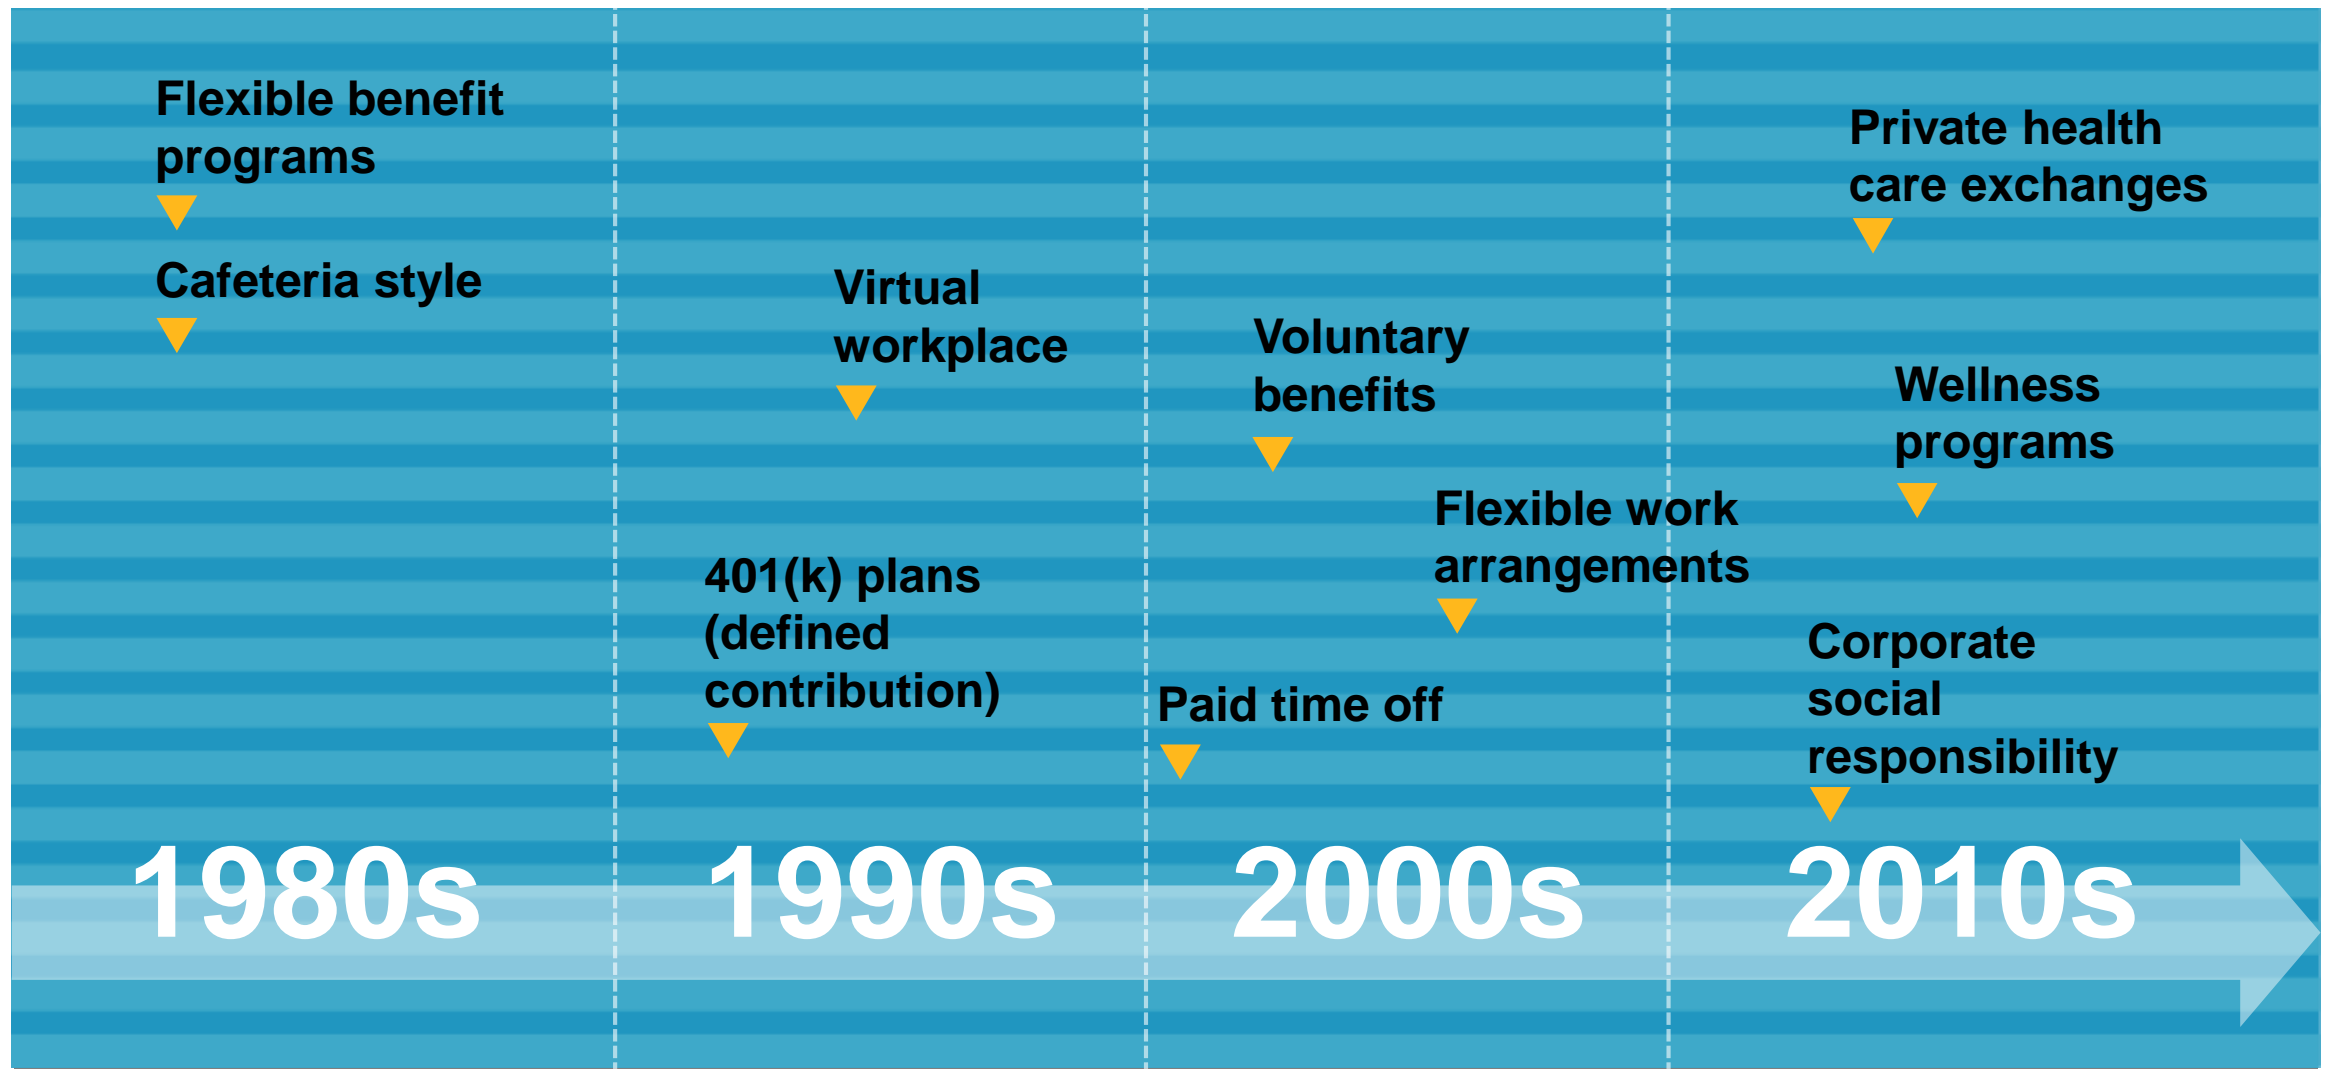 Flexible benefit
programs
Cafeteria style
Virtual
workplace
401(k) plans
(defined
contribution)
Voluntary
benefits
Flexible work
arrangements
Paid time off
Private health
care exchanges
Wellness
programs
Corporate
social
responsibility
1980s
1990s
2000s
2010s